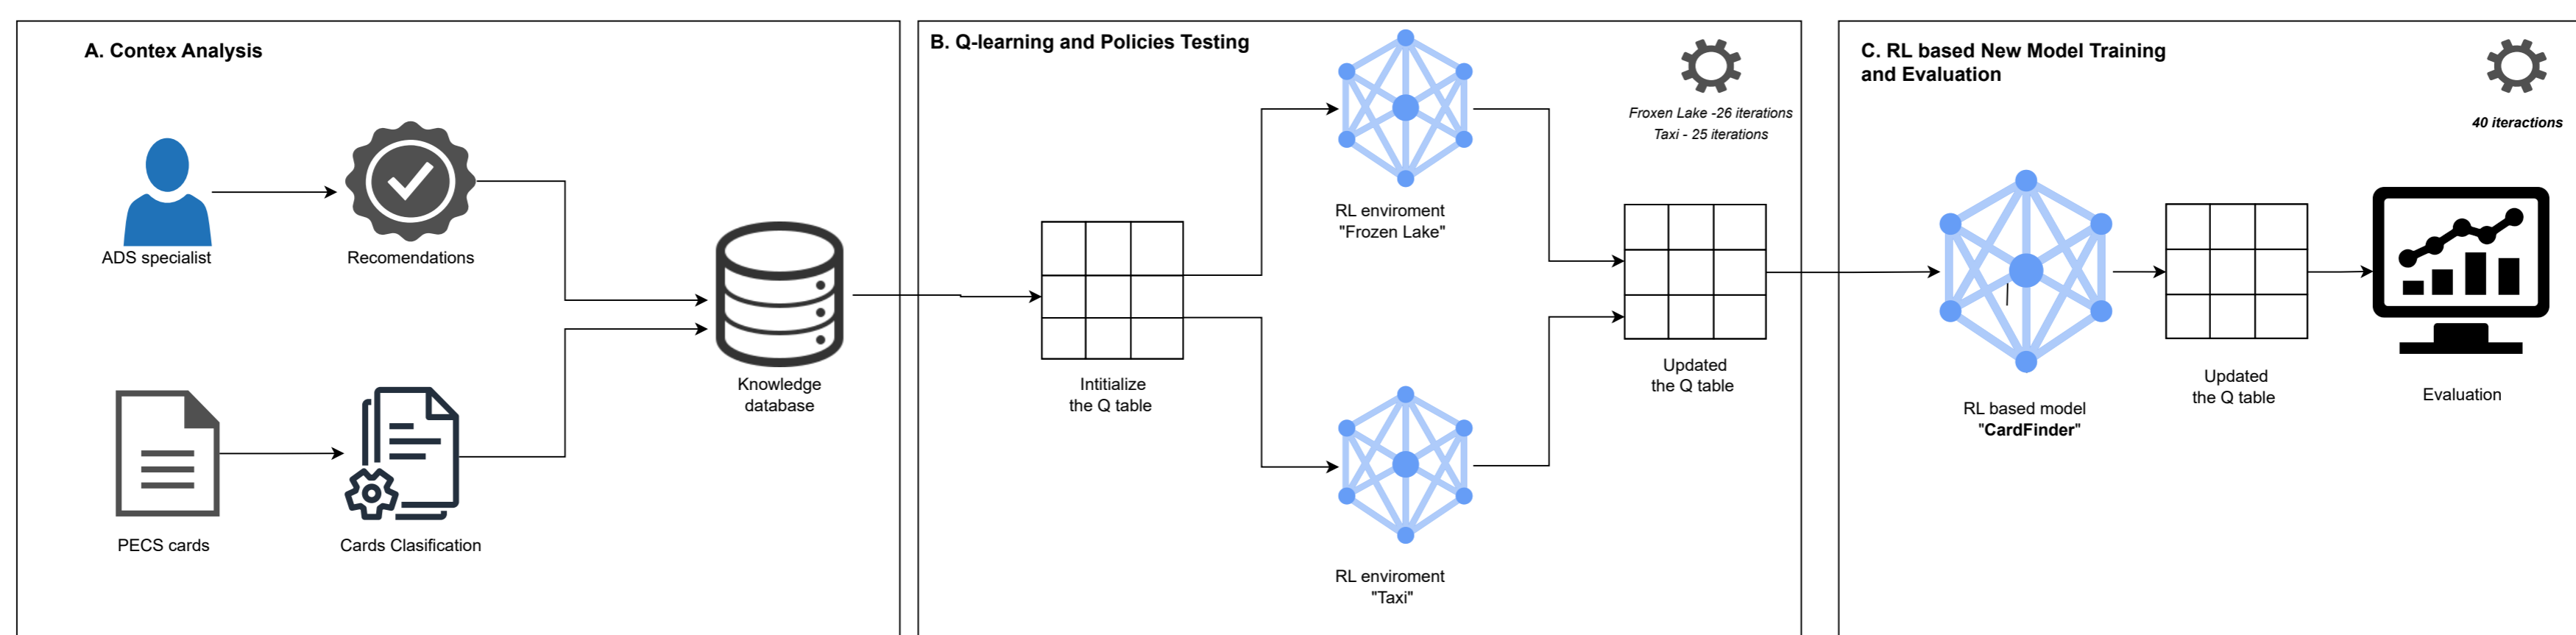 A. Contex Analysis
ADS specialist
Recomendations
PECS cards
Cards Clasification
Knowledge
database
B. Q-learning and Policies Testing
Froxen Lake -26 iterations
Taxi - 25 iterations
Intitialize
the Q table
RL enviroment
"Frozen Lake"
RL enviroment
"Taxi"
Updated
the Q table
C. RL based New Model Training
and Evaluation
40 iteractions
RL based model
"CardFinder"
Updated
the Q table
Evaluation